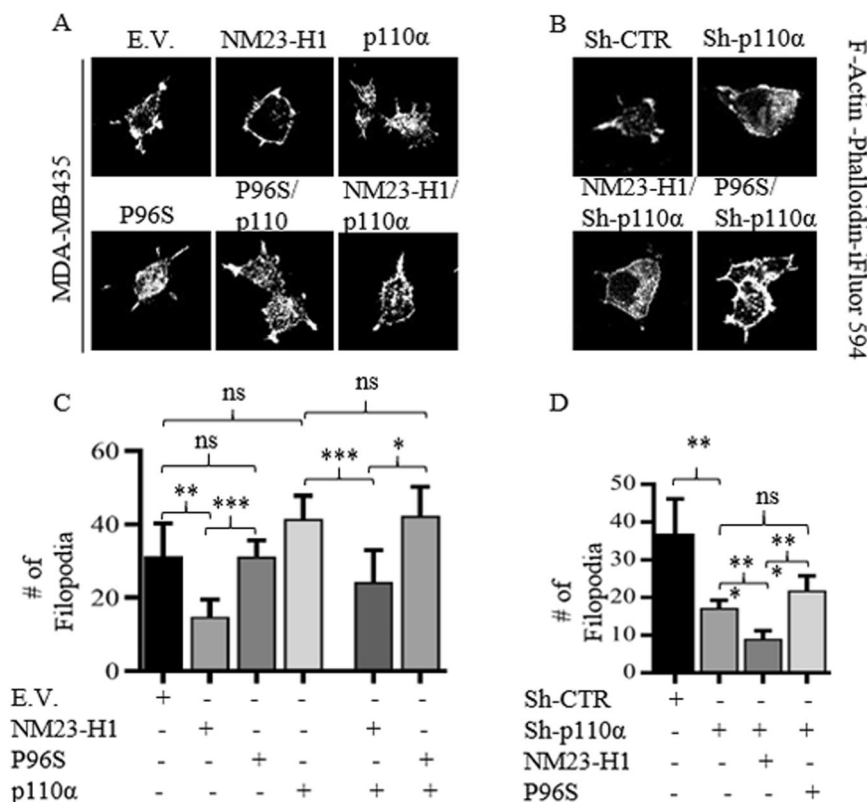 A
B
E.V. NM23-H1 p110α
Sh-CTR Sh-p110α
MDA-MB435
F-Actin -Phalloidin-iFluor 594
P96S P96S/ p110 NM23-H1/ p110α
NM23-H1/ Sh-p110α P96S/ Sh-p110α
C
ns ns
ns *** *
** ***
60
40
20
0
# of
Filopodia
E.V. + - - - - -
NM23-H1 - + - - + -
P96S - - + - - +
p110α - - - + + +
D
**
ns
** **
* *
50
40
30
20
10
0
# of
Filopodia
Sh-CTR + - - -
Sh-p110α - + + +
NM23-H1 - - + -
P96S - - - +